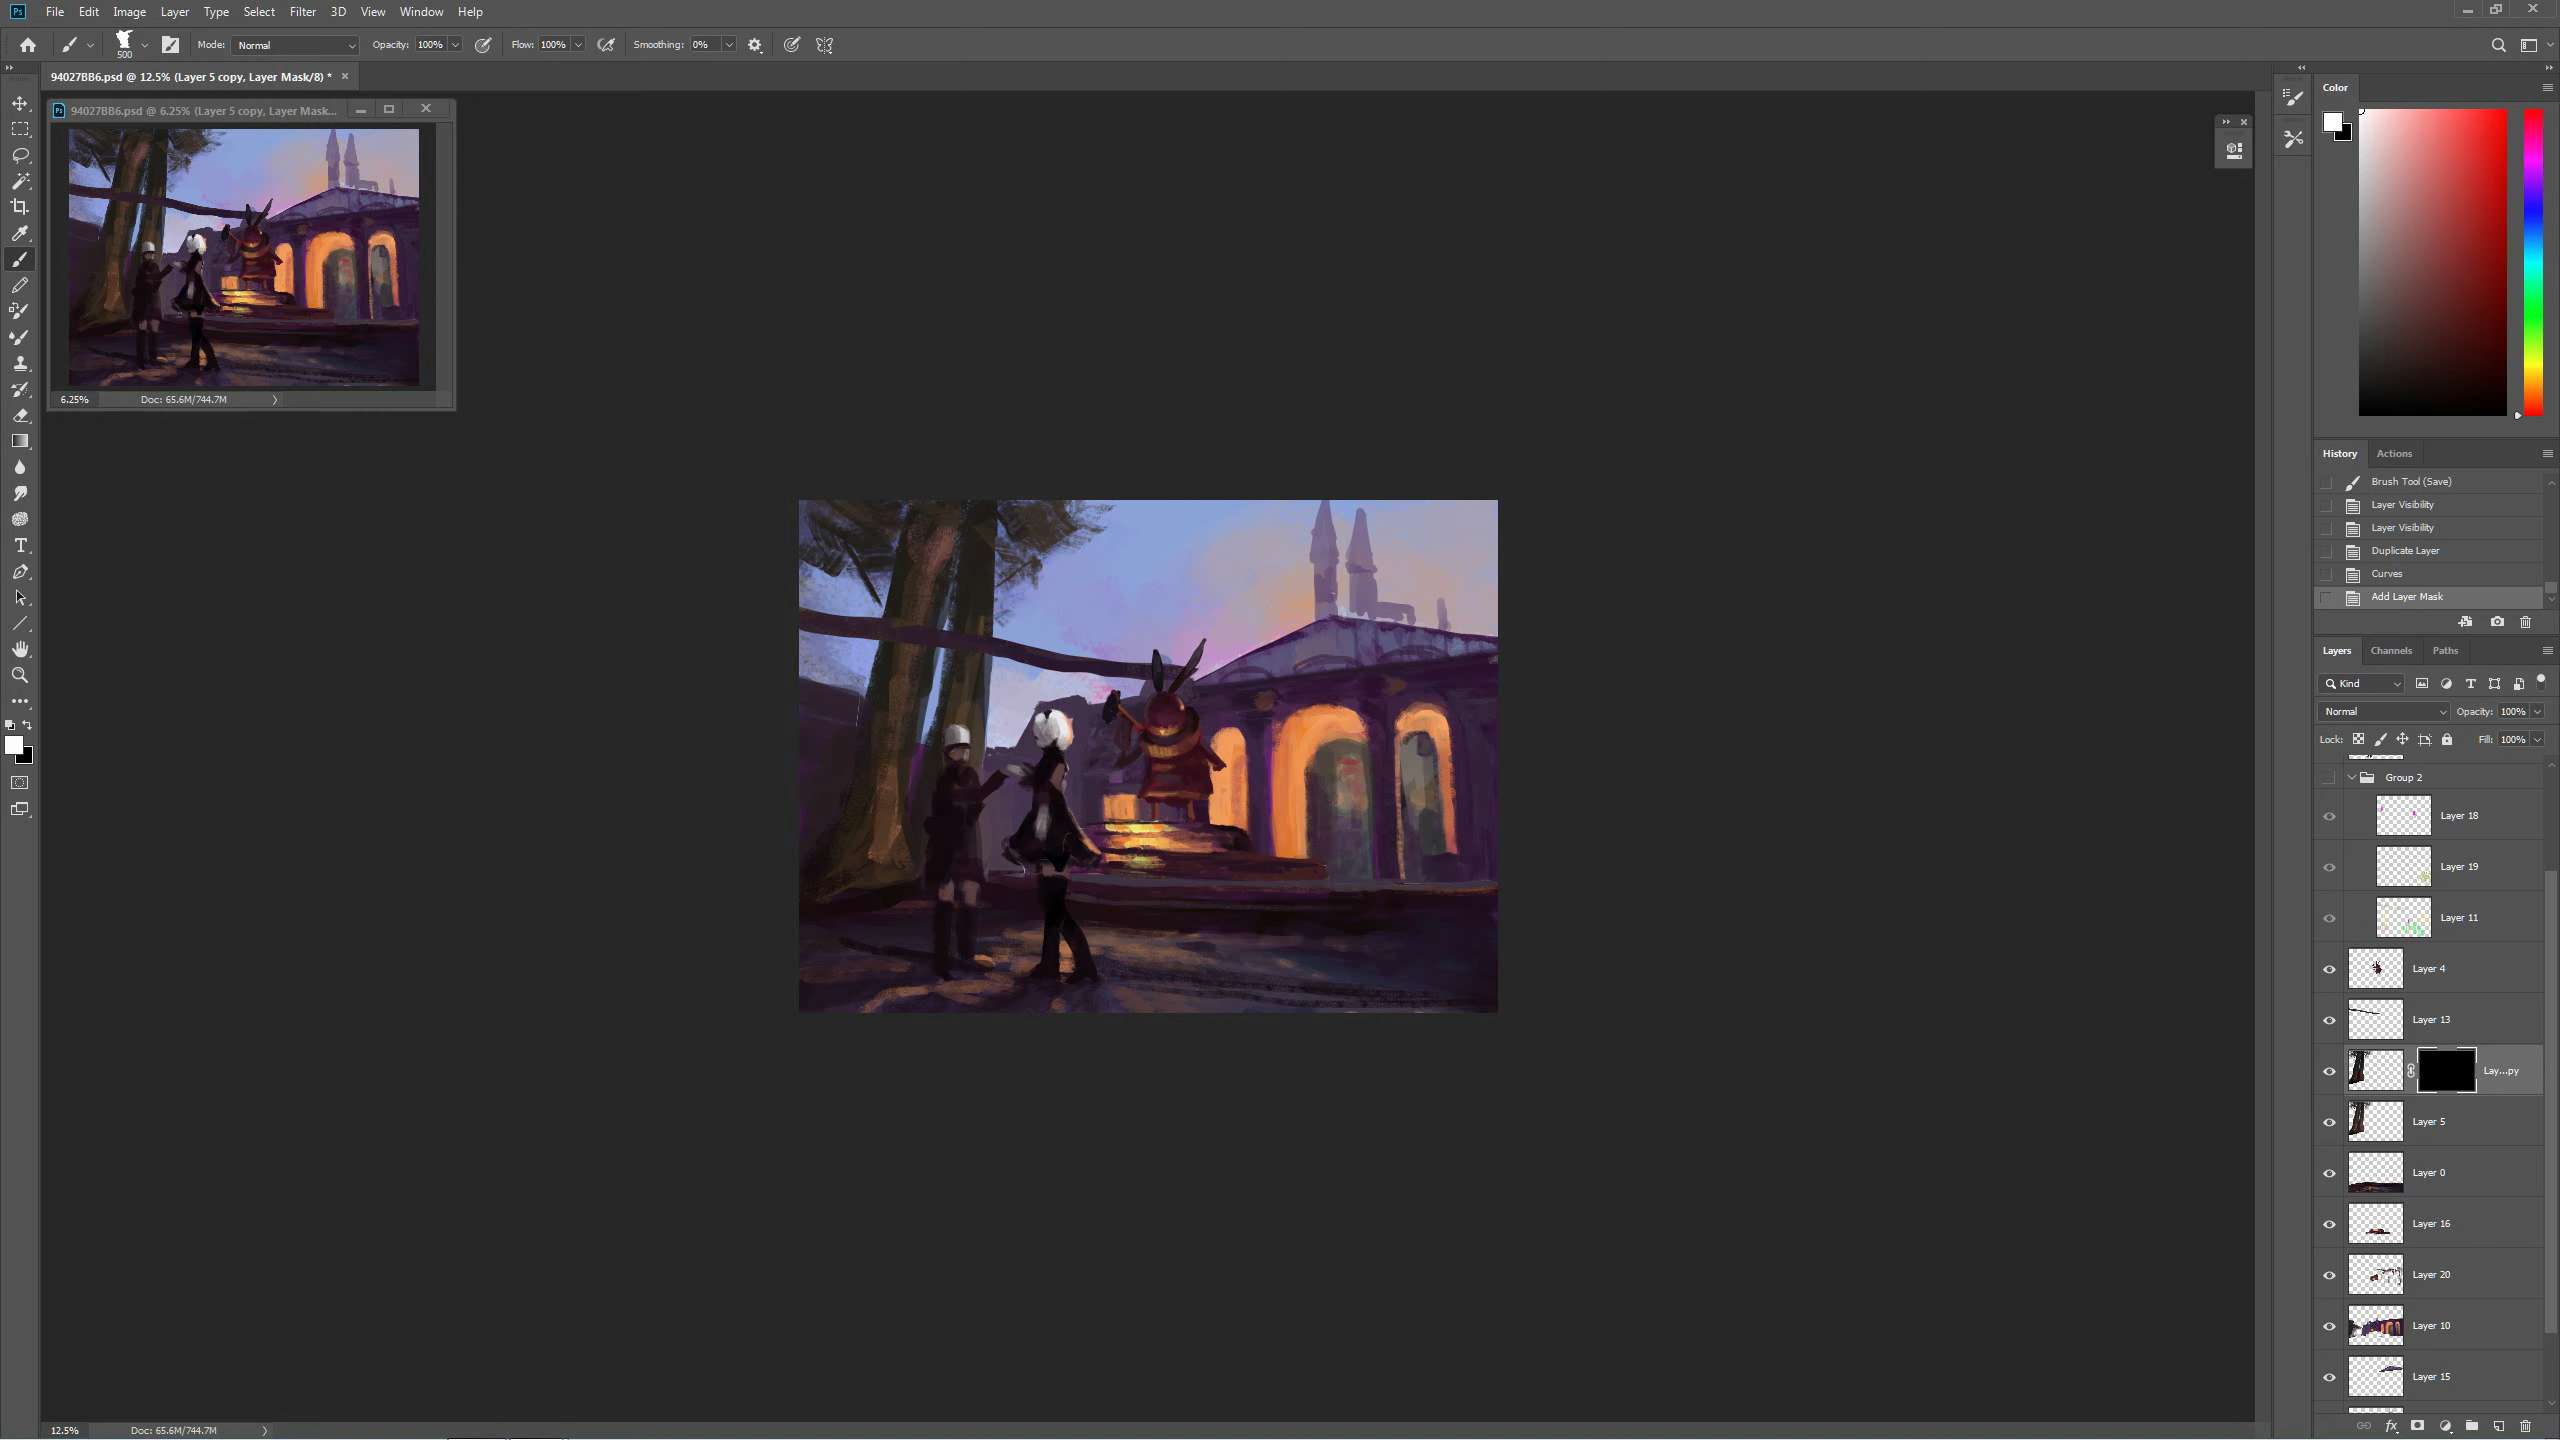 Ps File Edit Image Layer Type Select Filter 3D View Window Help
500 Mode: Normal Opacity: 100% Flow: 100% Smoothing: 0%
94027BB6.psd @ 12.5% (Layer 5 copy, Layer Mask/8) *
Ps 94027BB6.psd @ 6.25% (Layer 5 copy, Layer Mask...
6.25% Doc: 65.6M/744.7M
Color
History Actions
Brush Tool (Save)
Layer Visibility
Layer Visibility
Duplicate Layer
Curves
Add Layer Mask
Layers Channels Paths
Kind
Normal Opacity: 100%
Lock: Fill: 100%
Group 2
Layer 18
Layer 19
Layer 11
Layer 4
Layer 13
Lay...py
Layer 5
Layer 0
Layer 16
Layer 20
Layer 10
Layer 15
fx
12.5% Doc: 65.6M/744.7M